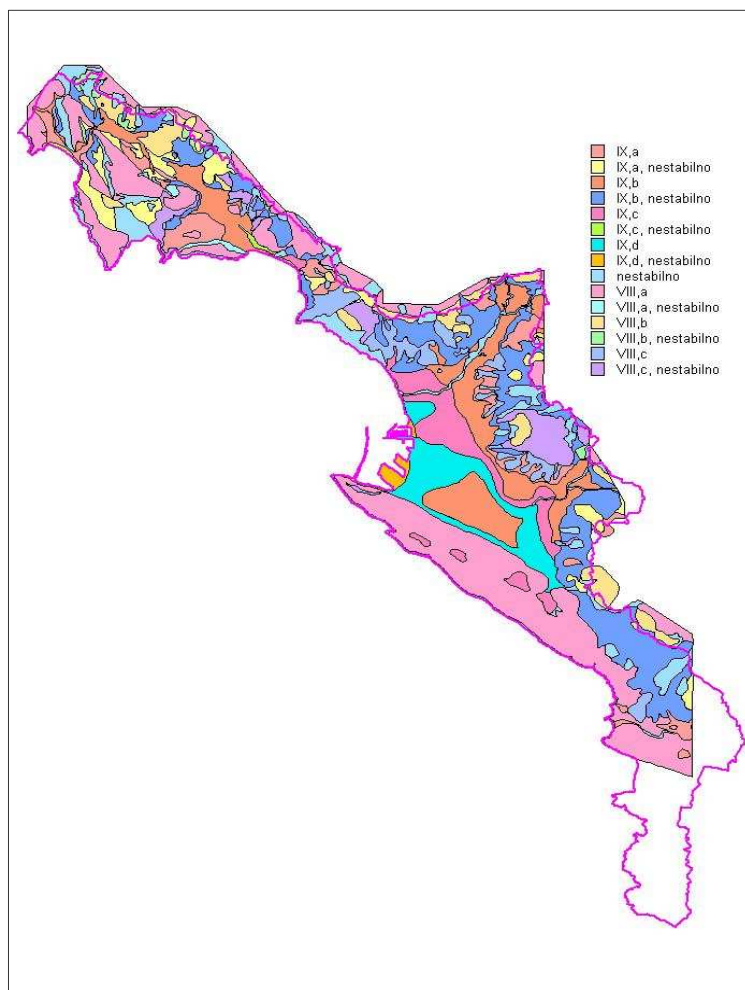 IX,a
IX,a, nestabilno
IX,b
IX,b, nestabilno
IX,c
IX,c, nestabilno
IX,d
IX,d, nestabilno
nestabilno
VIII,a
VIII,a, nestabilno
VIII,b
VIII,b, nestabilno
VIII,c
VIII,c, nestabilno